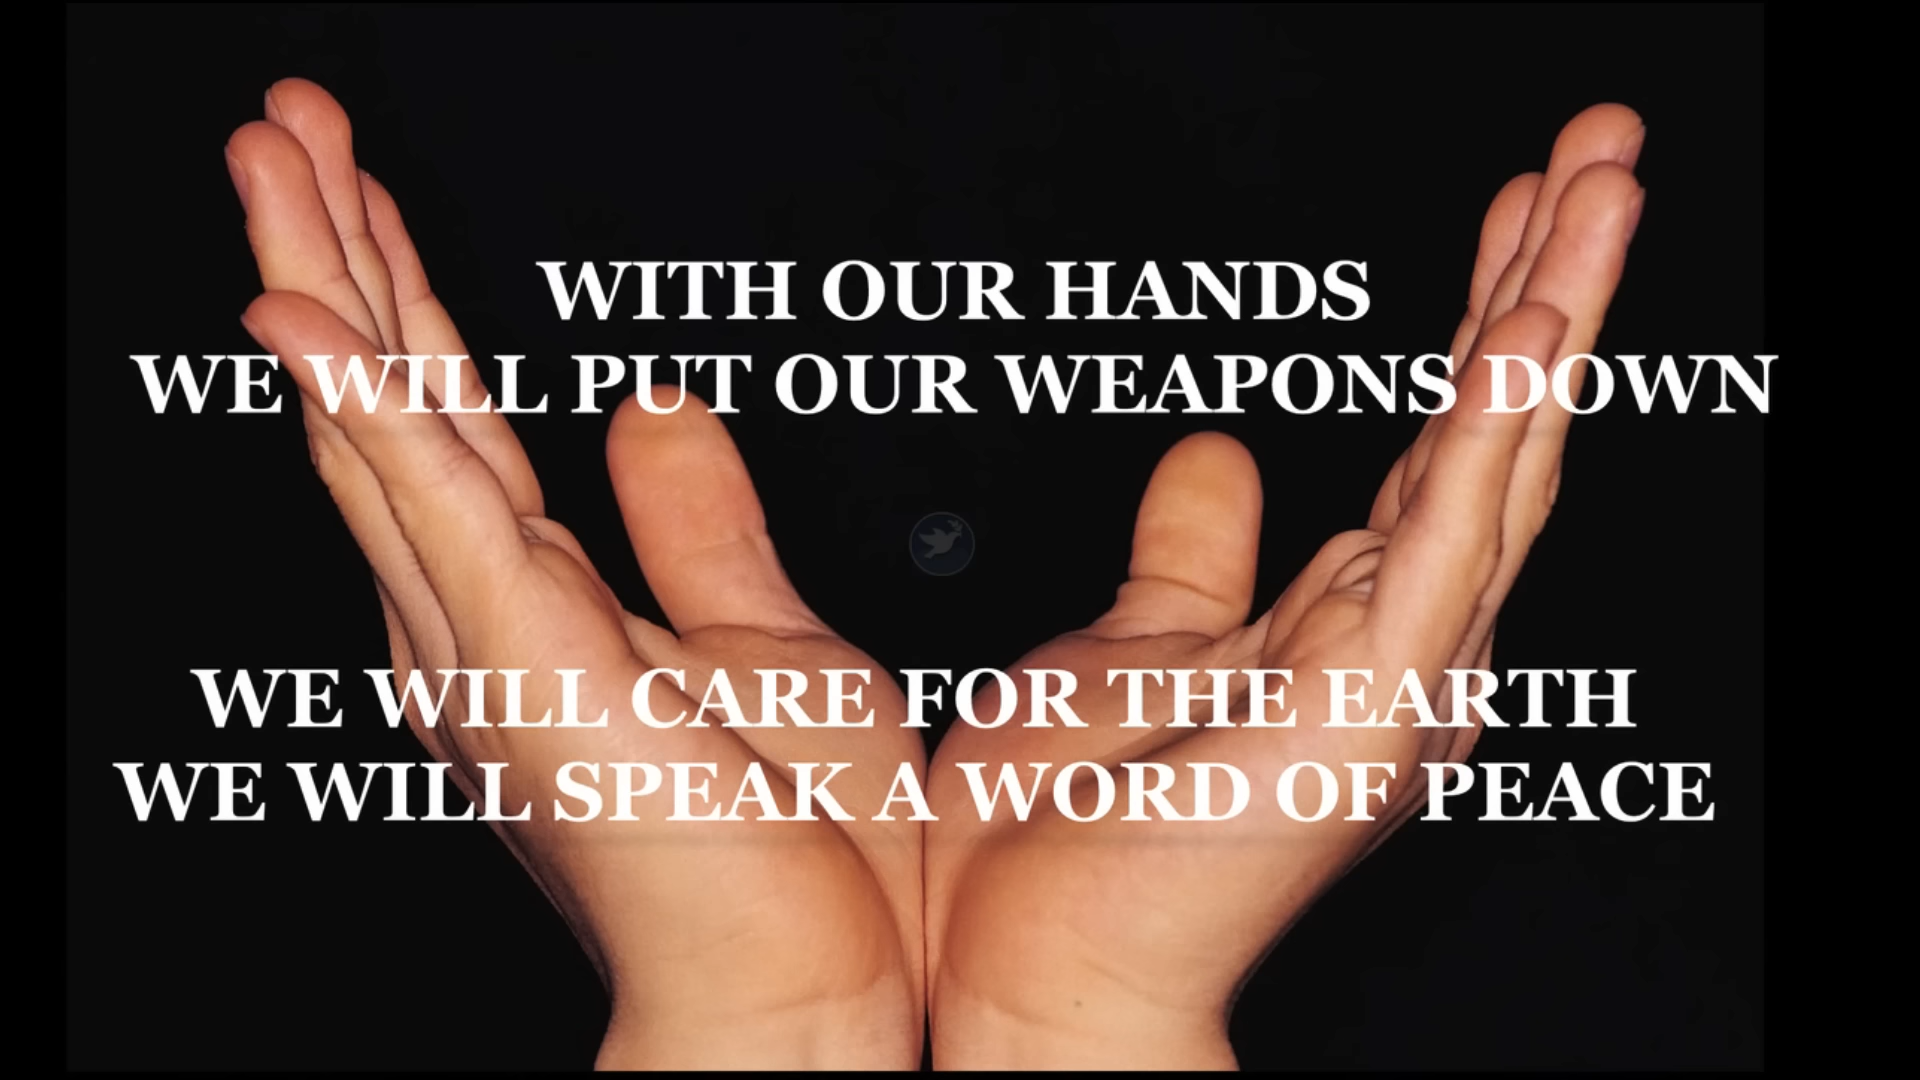 WITH OUR HANDS
WE WILL PUT OUR WEAPONS DOWN
WE WILL CARE FOR THE EARTH
WE WILL SPEAK A WORD OF PEACE